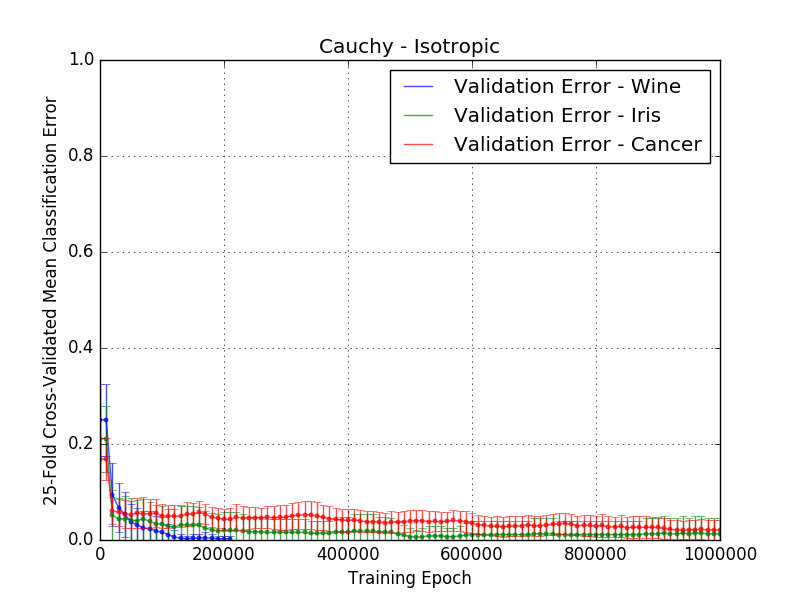 Cauchy - Isotropic
25-Fold Cross-Validated Mean Classification Error
1.0
0.8
0.6
0.4
0.2
0.0
Validation Error - Wine
Validation Error - Iris
Validation Error - Cancer
0 200000 400000 600000 800000 1000000
Training Epoch